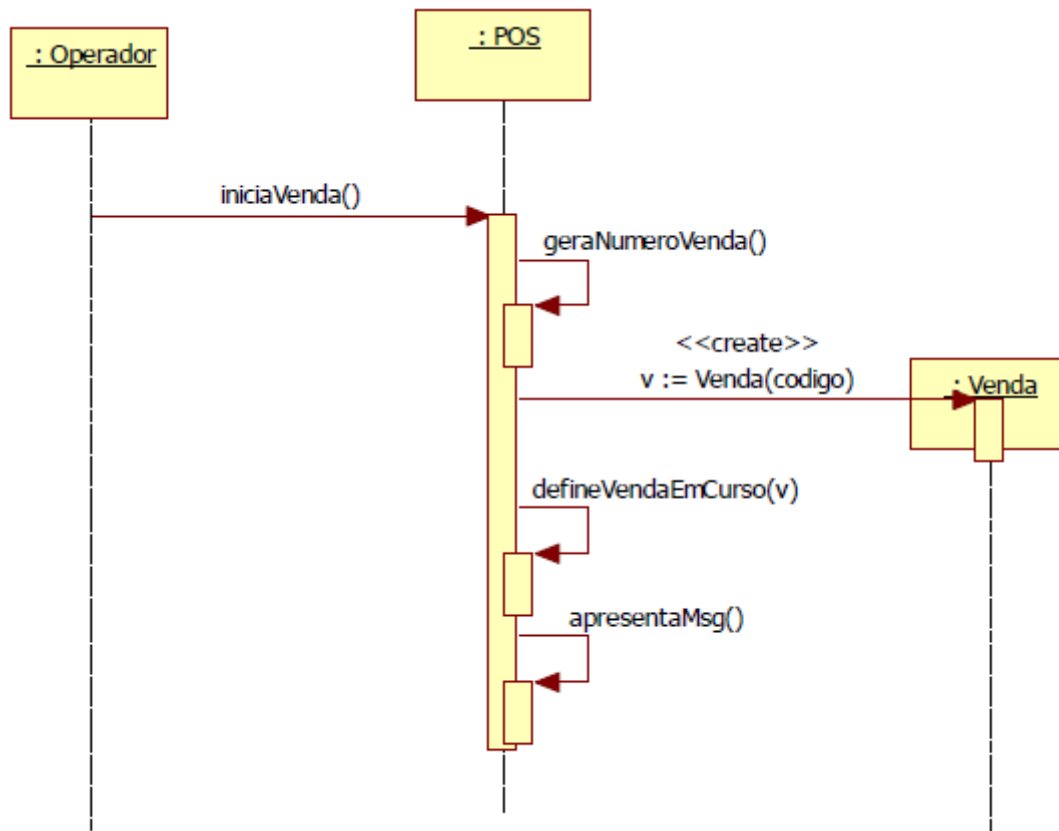 : Operador
: POS
iniciaVenda()
geraNumeroVenda()
<<create>>
v := Venda(codigo)
: Venda
defineVendaEmCurso(v)
apresentaMsg()